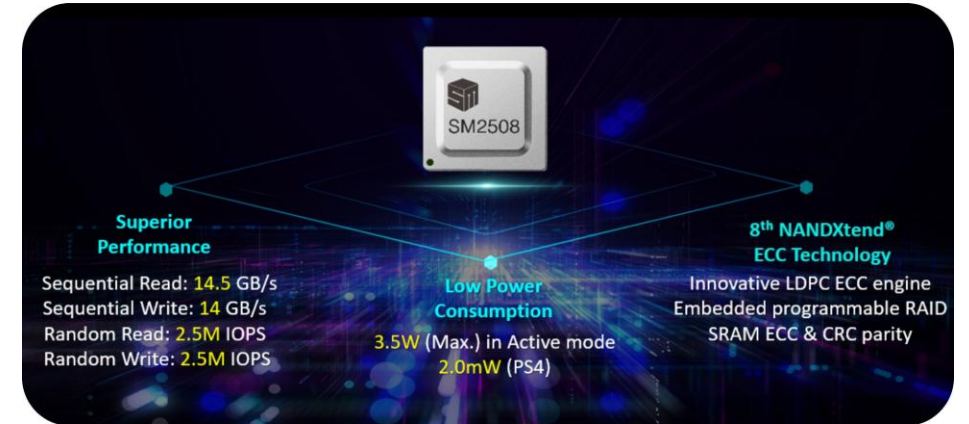 SM
SM2508
Superior
Performance
Sequential Read: 14.5 GB/s
Sequential Write: 14 GB/s
Random Read: 2.5M IOPS
Random Write: 2.5M IOPS
Low Power
Consumption
3.5W (Max.) in Active mode
2.0mW (PS4)
8th NANDXtend®
ECC Technology
Innovative LDPC ECC engine
Embedded programmable RAID
SRAM ECC & CRC parity